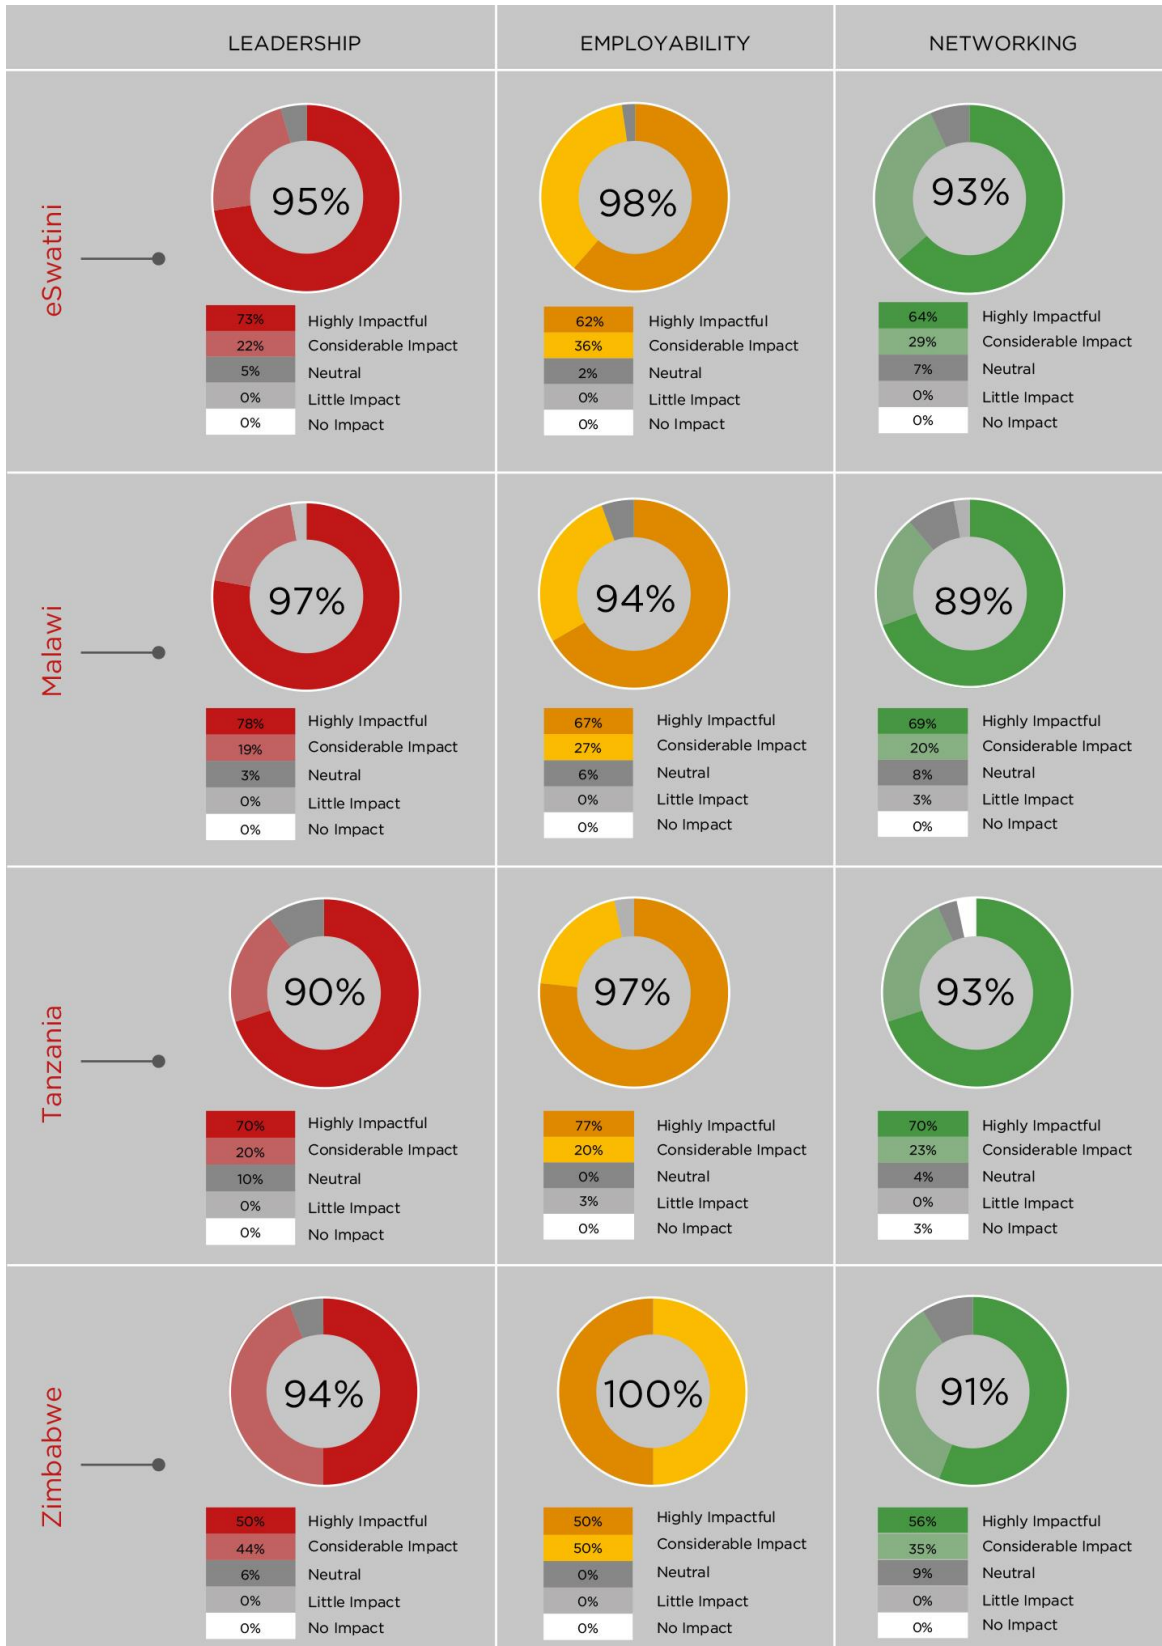 LEADERSHIP
EMPLOYABILITY
NETWORKING
eSwatini
95%
73% Highly Impactful
22% Considerable Impact
5% Neutral
0% Little Impact
0% No Impact
98%
62% Highly Impactful
36% Considerable Impact
2% Neutral
0% Little Impact
0% No Impact
93%
64% Highly Impactful
29% Considerable Impact
7% Neutral
0% Little Impact
0% No Impact
Malawi
97%
78% Highly Impactful
19% Considerable Impact
3% Neutral
0% Little Impact
0% No Impact
94%
67% Highly Impactful
27% Considerable Impact
6% Neutral
0% Little Impact
0% No Impact
89%
69% Highly Impactful
20% Considerable Impact
8% Neutral
3% Little Impact
0% No Impact
Tanzania
90%
70% Highly Impactful
20% Considerable Impact
10% Neutral
0% Little Impact
0% No Impact
97%
77% Highly Impactful
20% Considerable Impact
0% Neutral
3% Little Impact
0% No Impact
93%
70% Highly Impactful
23% Considerable Impact
4% Neutral
0% Little Impact
3% No Impact
Zimbabwe
94%
50% Highly Impactful
44% Considerable Impact
6% Neutral
0% Little Impact
0% No Impact
100%
50% Highly Impactful
50% Considerable Impact
0% Neutral
0% Little Impact
0% No Impact
91%
56% Highly Impactful
35% Considerable Impact
9% Neutral
0% Little Impact
0% No Impact